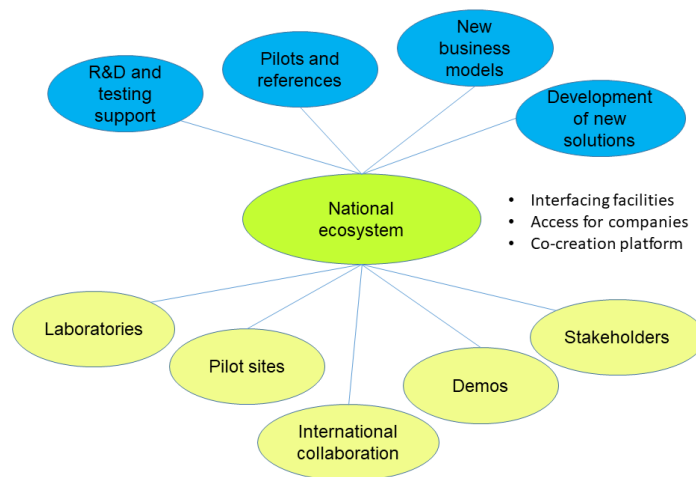 New
business
models
Pilots and
references
R&D and
testing
support
Development
of new
solutions
National
ecosystem
• Interfacing facilities
• Access for companies
• Co-creation platform
Laboratories
Stakeholders
Pilot sites
Demos
International
collaboration